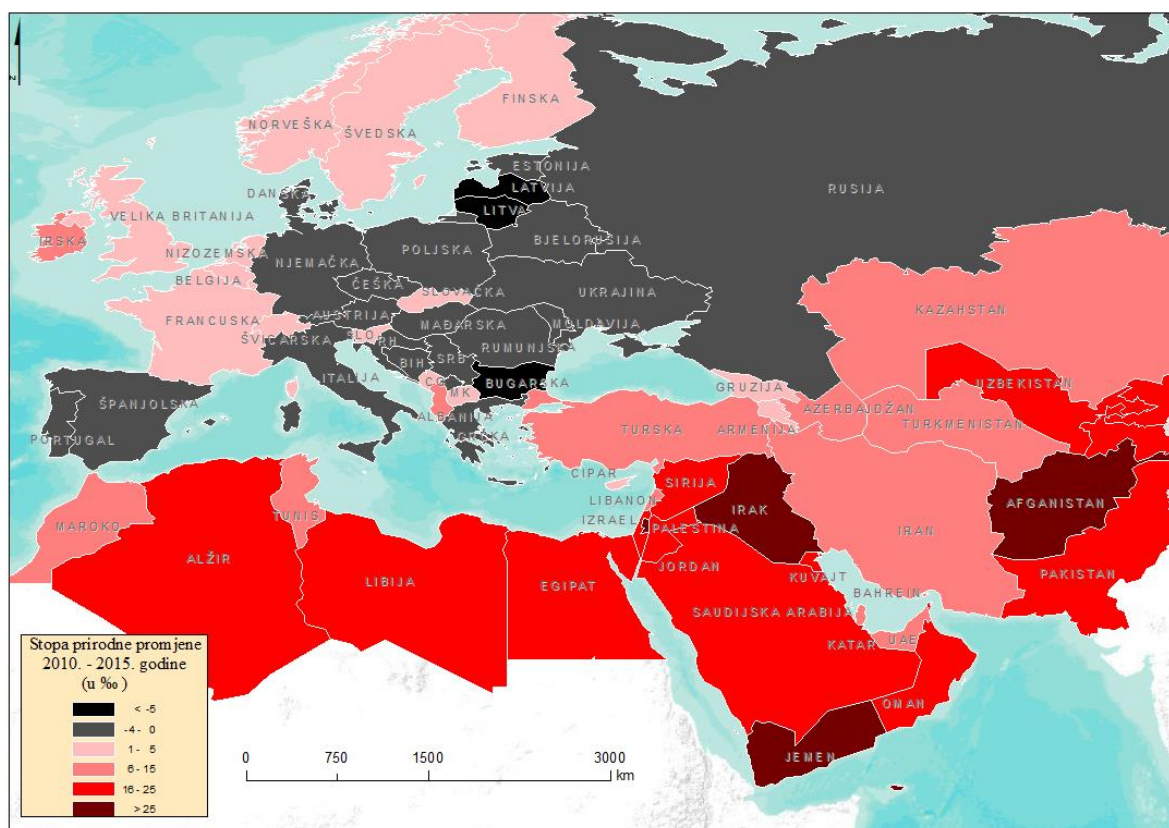 N
FINSKA
NORVEŠKA
ŠVEDSKA
ESTONIJA
RUSIJA
LATVIJA
DANSKA
LITVA
VELIKA BRITANIJA
IRSKA
BJELORUSIJA
NIZOZEMSKA
POLJSKA
NJEMAČKA
BELGIJA
ČEŠKA
UKRAJINA
SLOVAČKA
KAZAHSTAN
FRANCUSKA
AUSTRIJA
MAĐARSKA
MOLDAVIJA
ŠVICARSKA
SLO
RH
RUMUNJSKA
BIH
SRB
ITALIJA
CG
BUGARSKA
UZBEKISTAN
GRUZIJA
MK
ŠPANJOLSKA
ALBANIJA
AZERBAJDŽAN
TURKMENISTAN
PORTUGAL
GRČKA
TURSKA
ARMENIJA
CIPAR
SIRIJA
LIBANON
AFGANISTAN
IRAK
TUNIS
IZRAEL
PALESTINA
MAROKO
IRAN
ALŽIR
JORDAN
PAKISTAN
LIBIJA
EGIPAT
KUVAJT
BAHREIN
SAUDIJSKA ARABIJA
KATAR
UAE
OMAN
JEMEN
Stopa prirodne promjene
2010. - 2015. godine
(u ‰ )
< -5
-4 - 0
1 - 5
6 - 15
16 - 25
> 25
0 750 1500 3000
km